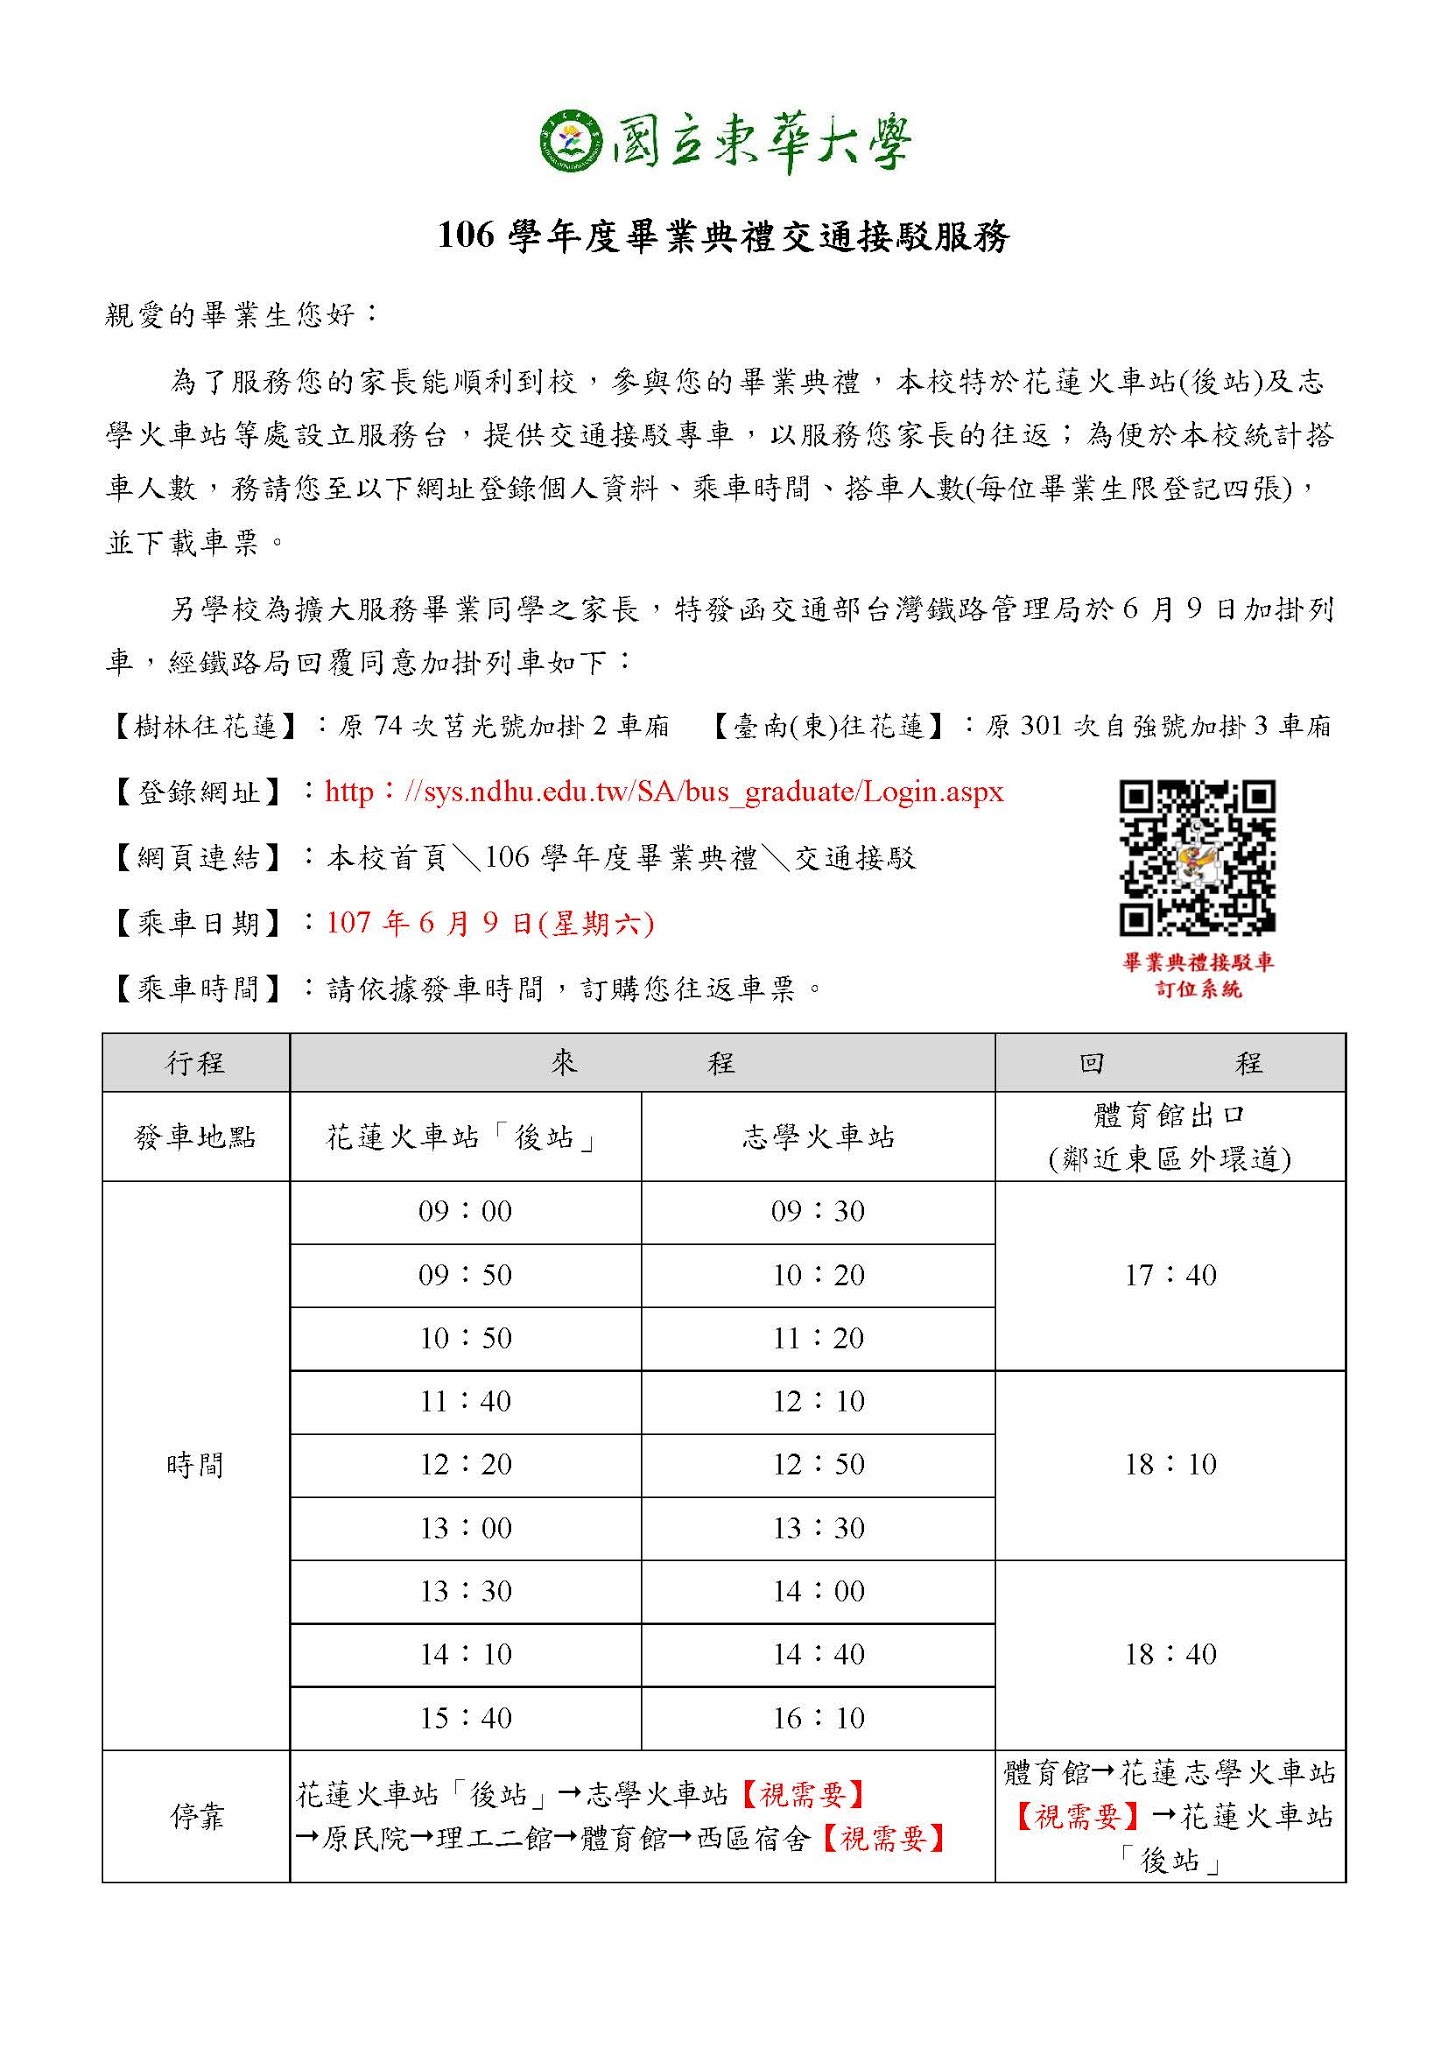 國立東華大學
106 學年度畢業典禮交通接駁服務
親愛的畢業生您好：
為了服務您的家長能順利到校，參與您的畢業典禮，本校特於花蓮火車站(後站)及志
學火車站等處設立服務台，提供交通接駁專車，以服務您家長的往返；為便於本校統計搭
車人數，務請您至以下網址登錄個人資料、乘車時間、搭車人數(每位畢業生限登記四張)，
並下載車票。
另學校為擴大服務畢業同學之家長，特發函交通部台灣鐵路管理局於 6 月 9 日加掛列
車，經鐵路局回覆同意加掛列車如下：
【樹林往花蓮】：原 74 次莒光號加掛 2 車廂　【臺南(東)往花蓮】：原 301 次自強號加掛 3 車廂
【登錄網址】：http：//sys.ndhu.edu.tw/SA/bus_graduate/Login.aspx
【網頁連結】：本校首頁＼106 學年度畢業典禮＼交通接駁
【乘車日期】：107 年 6 月 9 日(星期六)
【乘車時間】：請依據發車時間，訂購您往返車票。
畢業典禮接駁車
訂位系統
行程 來 程 回 程
發車地點 花蓮火車站「後站」 志學火車站 體育館出口
(鄰近東區外環道)
時間
09：00 09：30
09：50 10：20 17：40
10：50 11：20
11：40 12：10
12：20 12：50 18：10
13：00 13：30
13：30 14：00
14：10 14：40 18：40
15：40 16：10
停靠
花蓮火車站「後站」→志學火車站【視需要】
→原民院→理工二館→體育館→西區宿舍【視需要】
體育館→花蓮志學火車站
【視需要】→花蓮火車站
「後站」